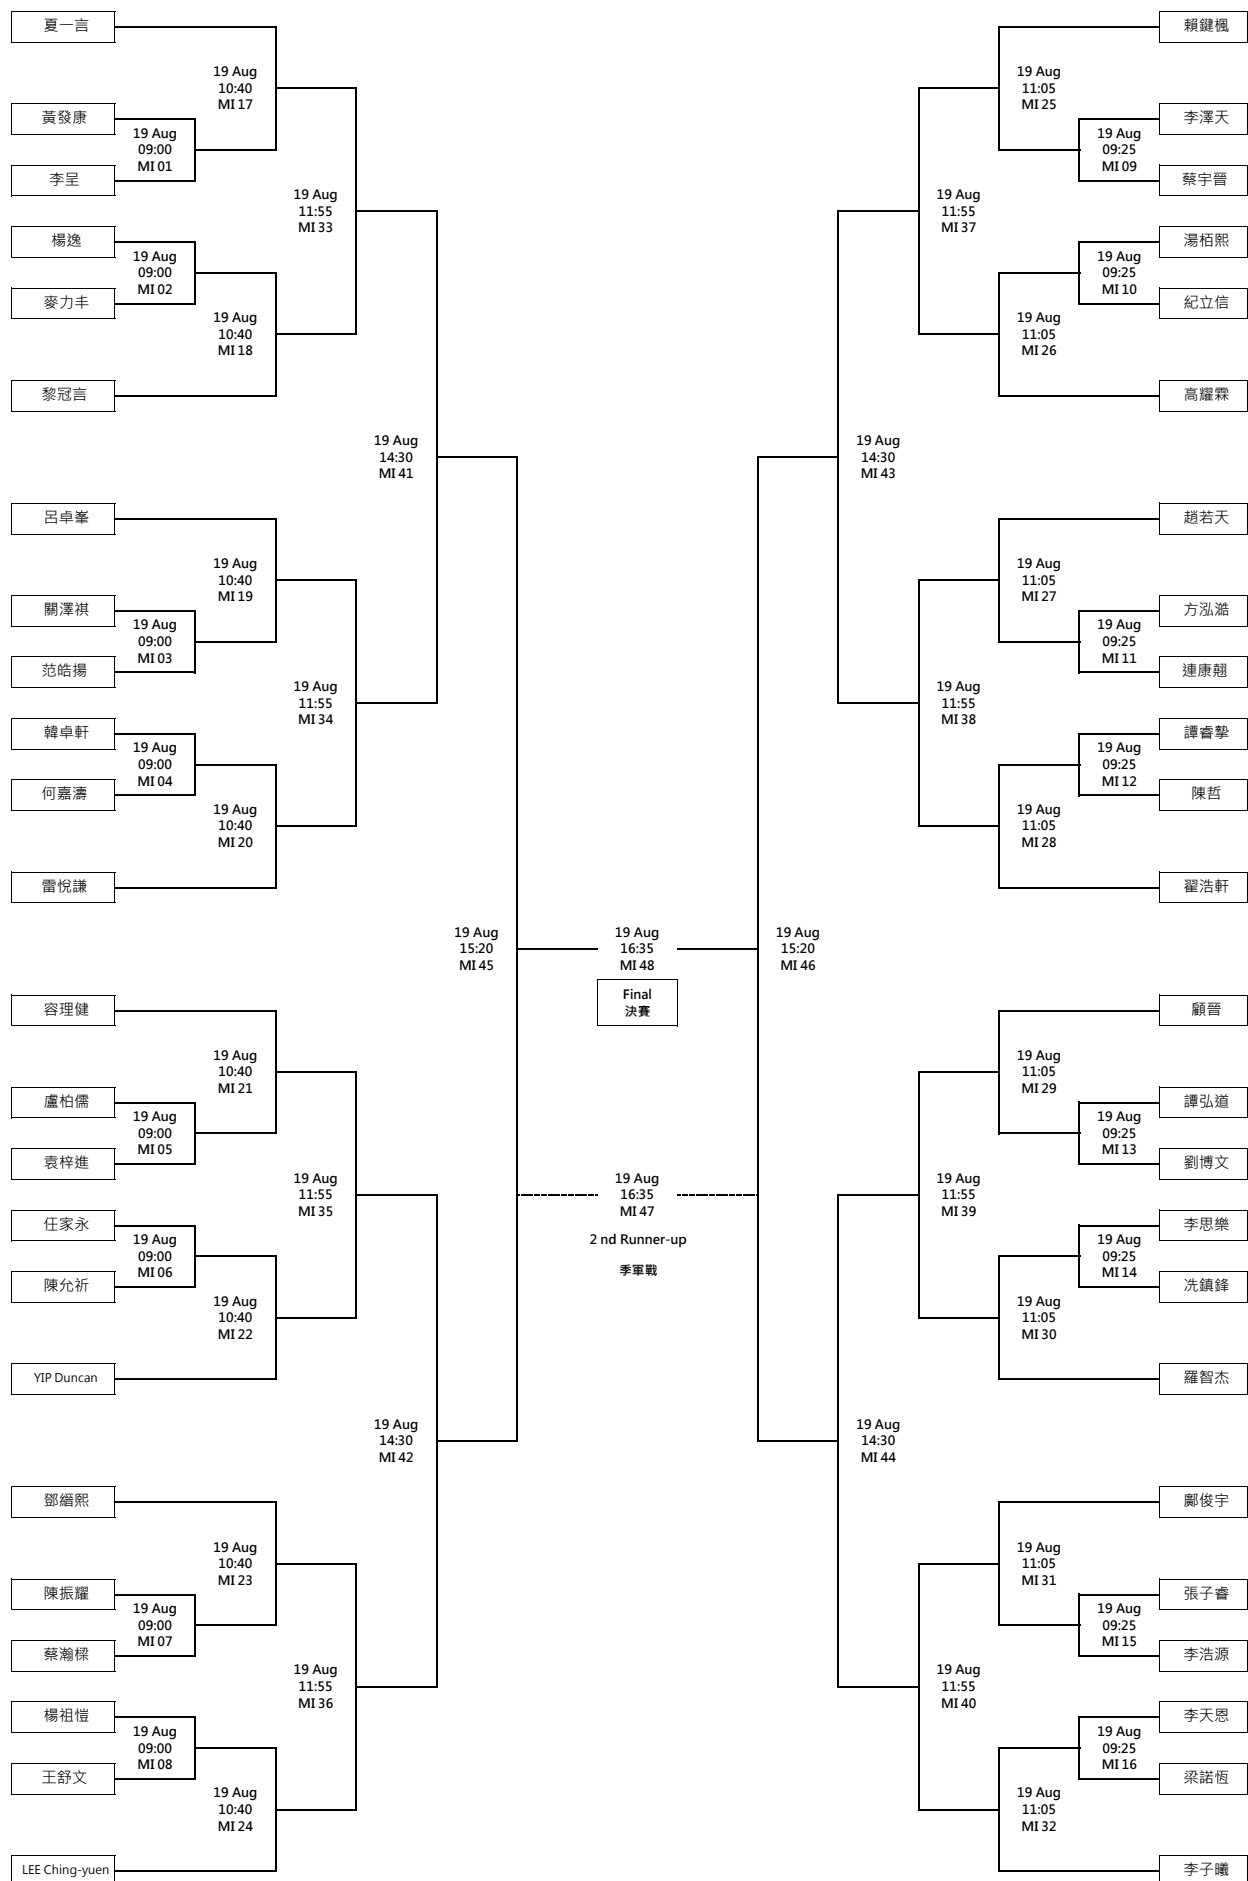 夏一言
19 Aug
10:40
MI 17
黃發康
19 Aug
09:00
MI 01
李呈
19 Aug
11:55
MI 33
楊逸
19 Aug
09:00
MI 02
麥力丰
19 Aug
10:40
MI 18
黎冠言
19 Aug
14:30
MI 41
呂卓峯
19 Aug
10:40
MI 19
關澤祺
19 Aug
09:00
MI 03
范皓揚
19 Aug
11:55
MI 34
韓卓軒
19 Aug
09:00
MI 04
何嘉濤
19 Aug
10:40
MI 20
雷悅謙
19 Aug
15:20
MI 45
容理健
19 Aug
10:40
MI 21
盧柏儒
19 Aug
09:00
MI 05
袁梓進
19 Aug
11:55
MI 35
任家永
19 Aug
09:00
MI 06
陳允祈
19 Aug
10:40
MI 22
YIP Duncan
19 Aug
14:30
MI 42
鄧縉熙
19 Aug
10:40
MI 23
陳振耀
19 Aug
09:00
MI 07
蔡瀚樑
19 Aug
11:55
MI 36
楊祖愷
19 Aug
09:00
MI 08
王舒文
19 Aug
10:40
MI 24
LEE Ching-yuen
19 Aug
16:35
MI 48
Final
決賽
19 Aug
16:35
MI 47
2 nd Runner-up
季軍戰
賴鍵楓
19 Aug
11:05
MI 25
李澤天
19 Aug
09:25
MI 09
蔡宇晉
19 Aug
11:55
MI 37
湯栢熙
19 Aug
09:25
MI 10
紀立信
19 Aug
11:05
MI 26
高耀霖
19 Aug
14:30
MI 43
趙若天
19 Aug
11:05
MI 27
方泓澔
19 Aug
09:25
MI 11
連康翹
19 Aug
11:55
MI 38
譚睿摯
19 Aug
09:25
MI 12
陳哲
19 Aug
11:05
MI 28
翟浩軒
19 Aug
15:20
MI 46
顧晉
19 Aug
11:05
MI 29
譚弘道
19 Aug
09:25
MI 13
劉博文
19 Aug
11:55
MI 39
李思樂
19 Aug
09:25
MI 14
冼鎮鋒
19 Aug
11:05
MI 30
羅智杰
19 Aug
14:30
MI 44
鄺俊宇
19 Aug
11:05
MI 31
張子睿
19 Aug
09:25
MI 15
李浩源
19 Aug
11:55
MI 40
李天恩
19 Aug
09:25
MI 16
梁諾恆
19 Aug
11:05
MI 32
李子曦